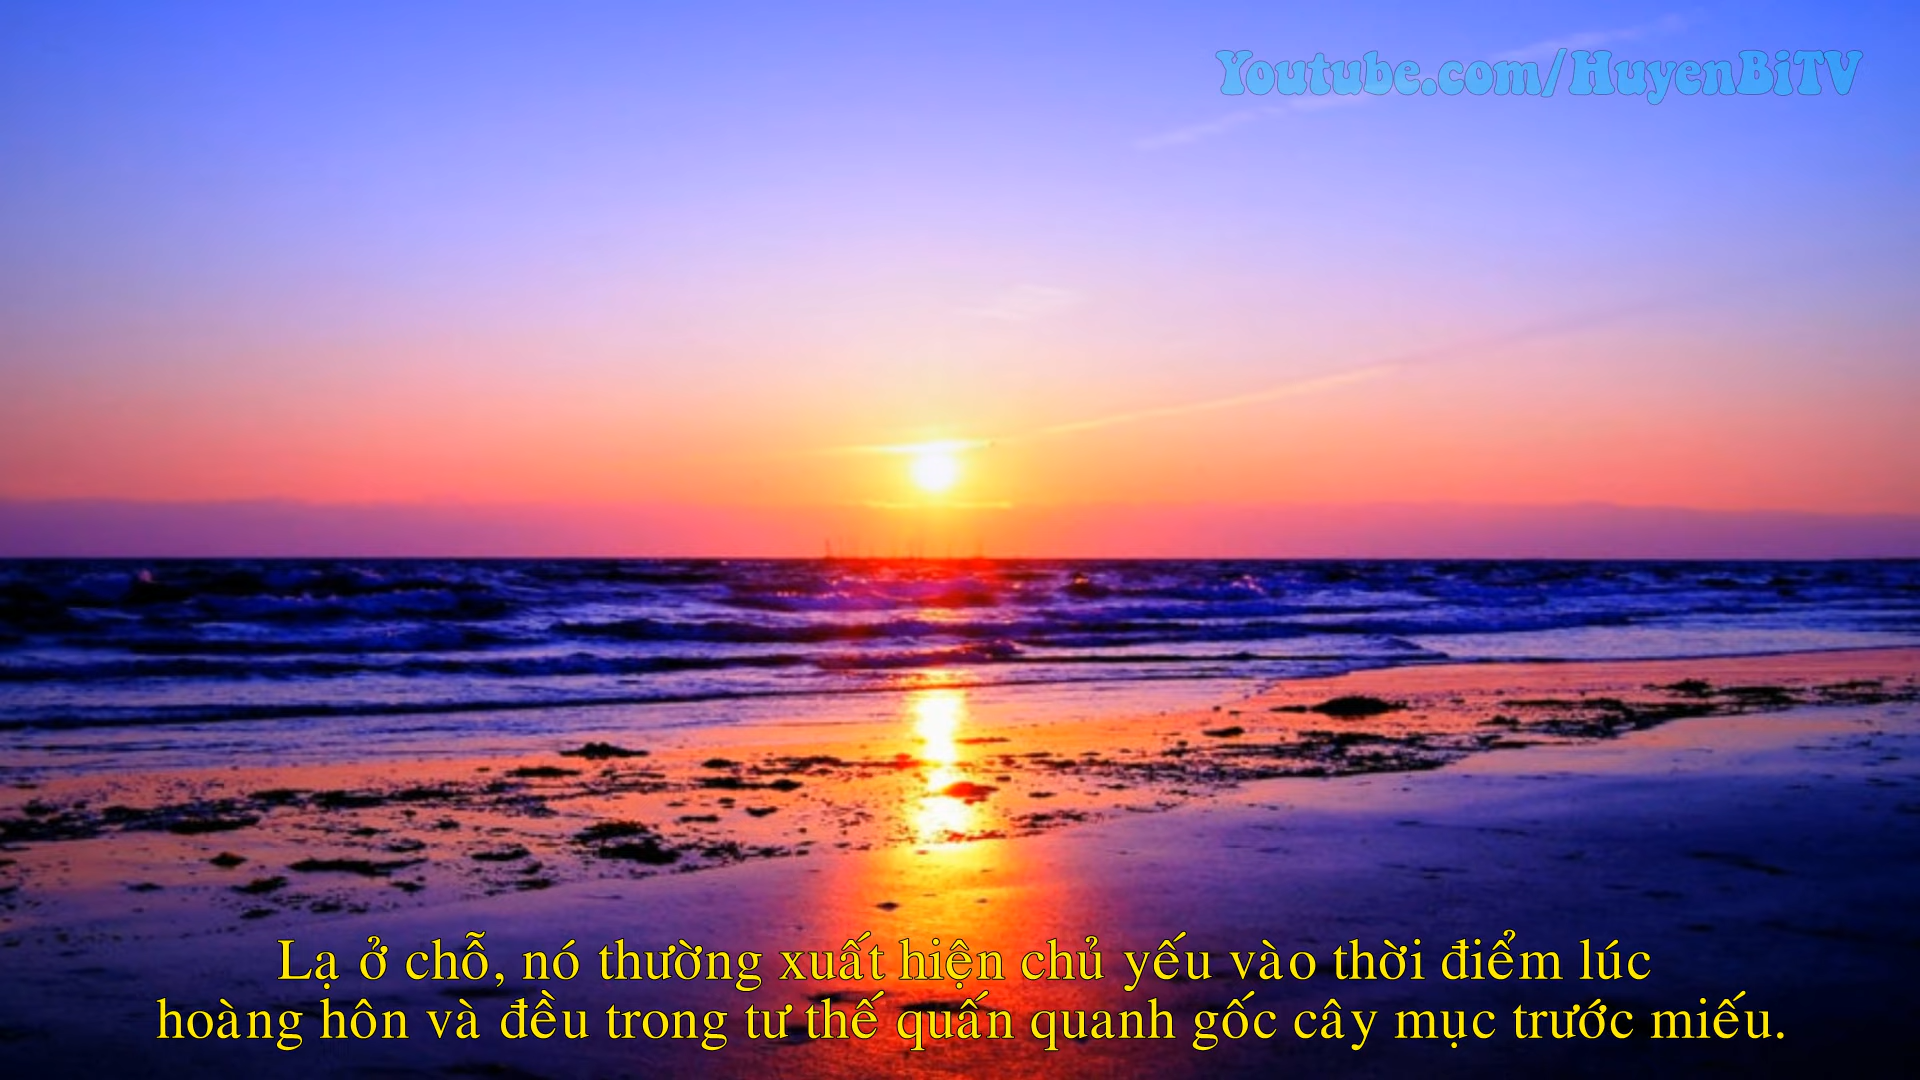 Youtube.com/HuyenBiTV
Lạ ở chỗ, nó thường xuất hiện chủ yếu vào thời điểm lúc
hoàng hôn và đều trong tư thế quấn quanh gốc cây mục trước miếu.